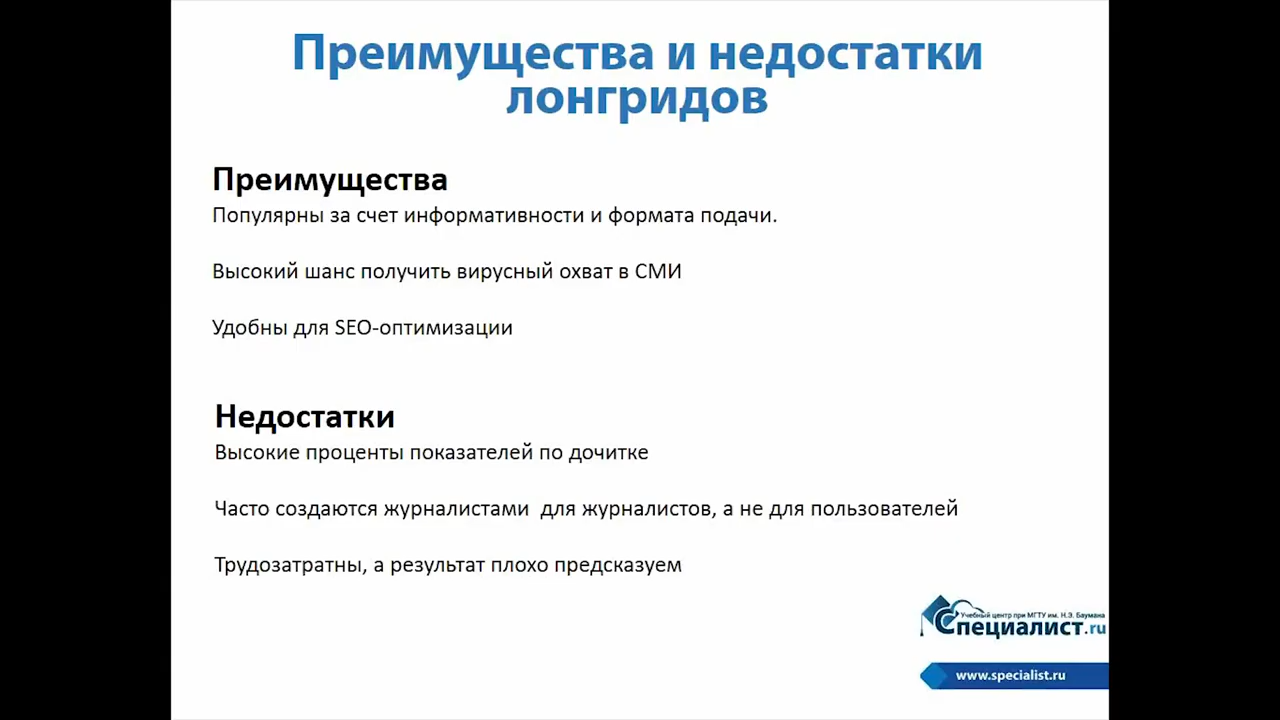 Преимущества и недостатки
лонгридов
Преимущества
Популярны за счет информативности и формата подачи.
Высокий шанс получить вирусный охват в СМИ
Удобны для SEO-оптимизации
Недостатки
Высокие проценты показателей по дочитке
Часто создаются журналистами для журналистов, а не для пользователей
Трудозатратны, а результат плохо предсказуем
Учебный центр при МГТУ им. Н.Э. Баумана
Специалист.ru
www.specialist.ru